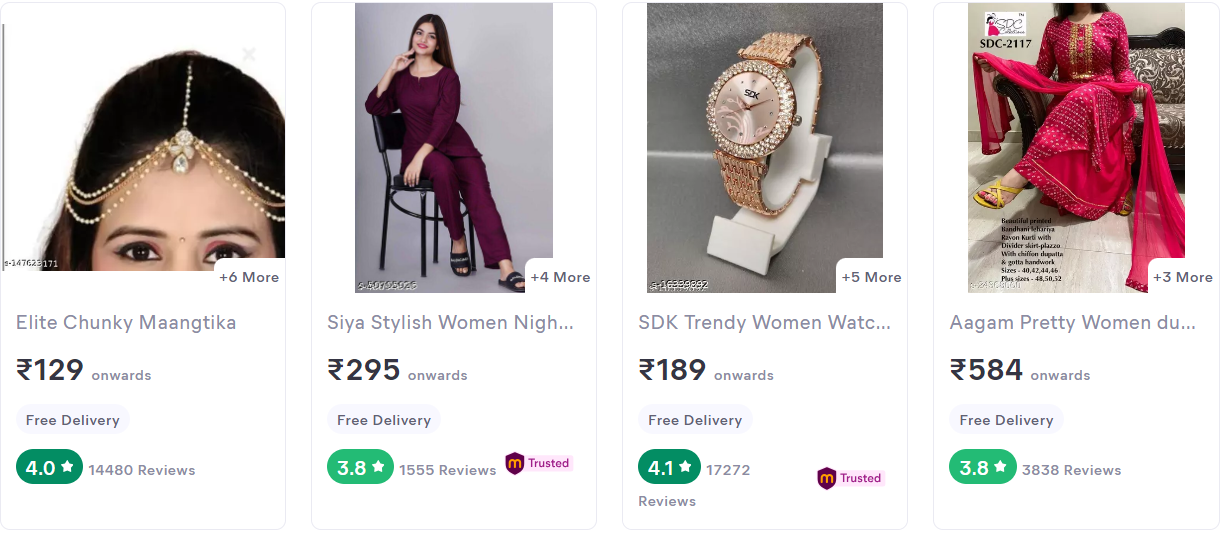 s-147623171
+6 More
Elite Chunky Maangtika
₹129 onwards
Free Delivery
4.0 ★ 14480 Reviews
+4 More
Siya Stylish Women Nigh...
₹295 onwards
Free Delivery
3.8 ★ 1555 Reviews
m Trusted
SDK
+5 More
SDK Trendy Women Watc...
₹189 onwards
Free Delivery
4.1 ★ 17272
Reviews
m Trusted
SDC
Creations
SDC-2117
Beautiful printed
Bandhani lehariya
Rayon Kurti with
Divider skirt-plazzo
With chiffon dupatta
& gotta handwork
Sizes - 40,42,44,46
Plus sizes - 48,50,52
+3 More
Aagam Pretty Women du...
₹584 onwards
Free Delivery
3.8 ★ 3838 Reviews